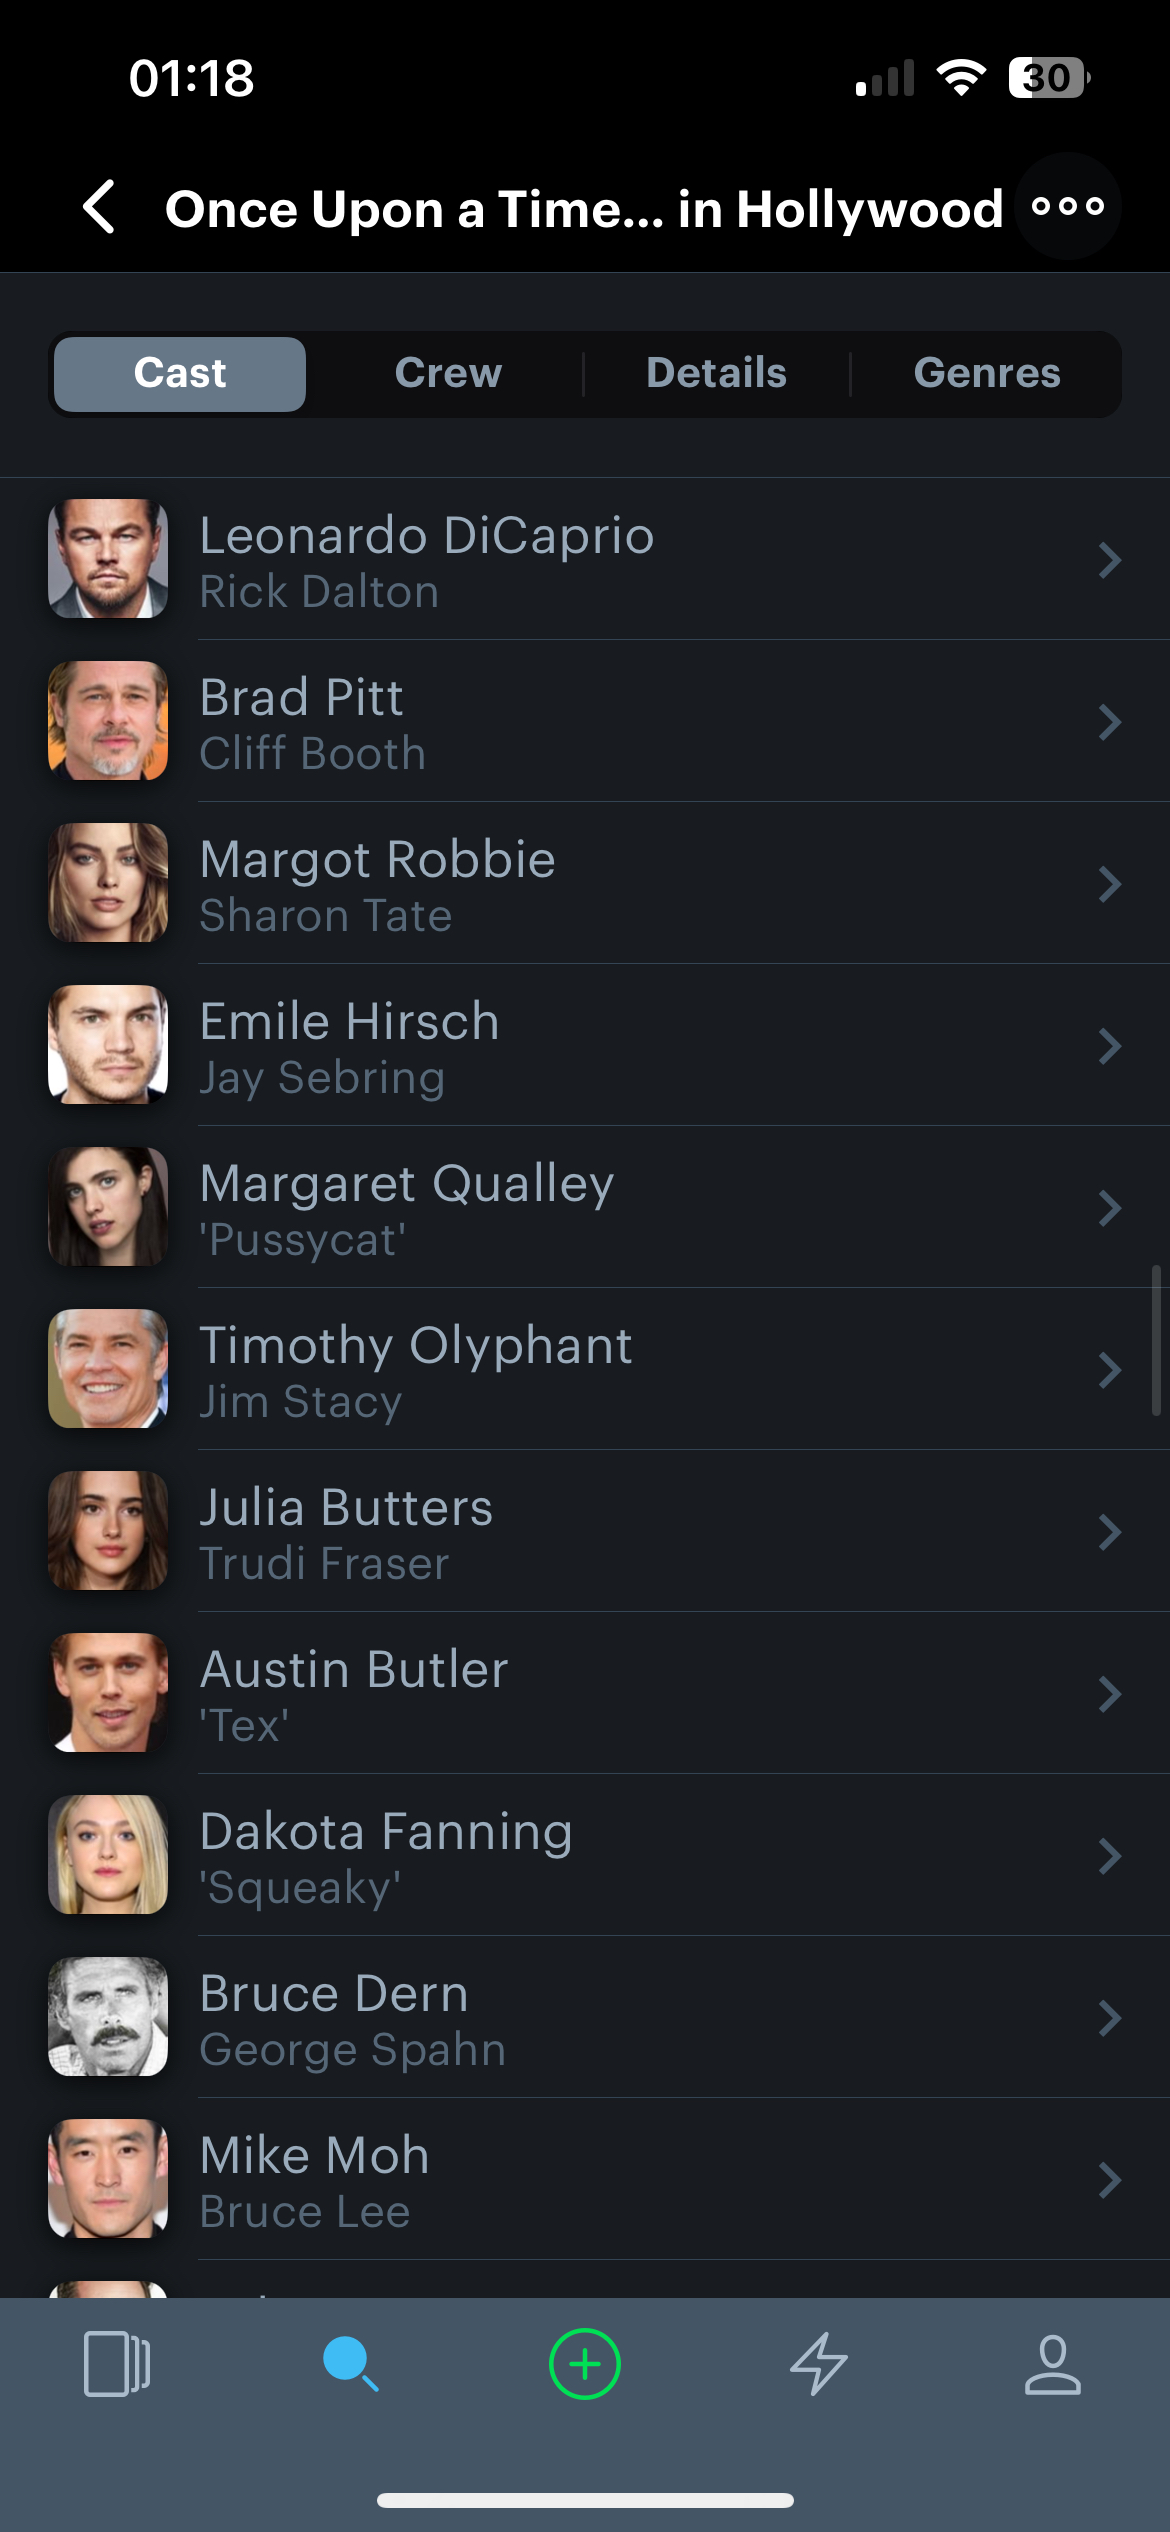 01:18
30
Once Upon a Time... in Hollywood
Cast
Crew
Details
Genres
Leonardo DiCaprio
Rick Dalton
Brad Pitt
Cliff Booth
Margot Robbie
Sharon Tate
Emile Hirsch
Jay Sebring
Margaret Qualley
'Pussycat'
Timothy Olyphant
Jim Stacy
Julia Butters
Trudi Fraser
Austin Butler
'Tex'
Dakota Fanning
'Squeaky'
Bruce Dern
George Spahn
Mike Moh
Bruce Lee